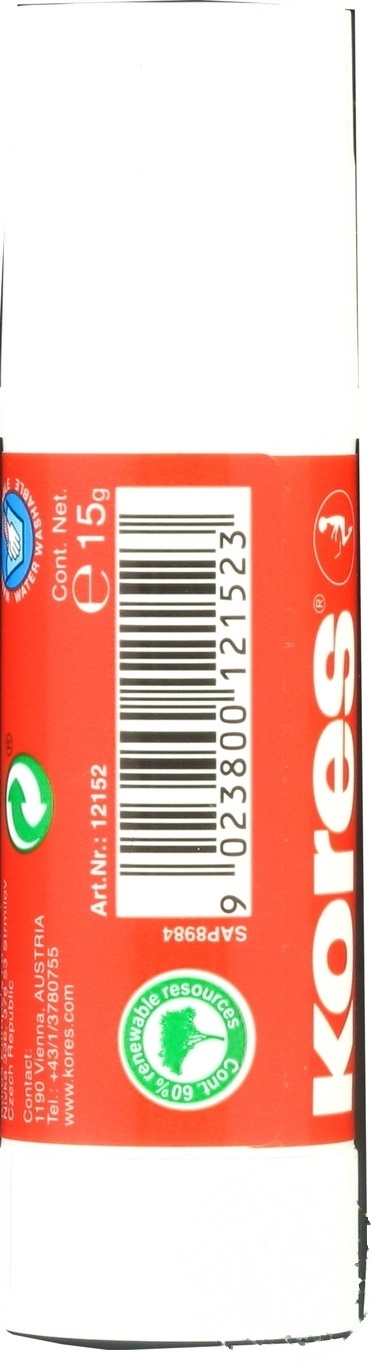 WATER WASHABLE
Cont. Net.
e 15g
Art.Nr.: 12152
9 023800 121523
SAP8984
Cont. 60% renewable resources
Kores®
Czech Republic
Contact:
1190 Vienna, AUSTRIA
Tel.: +43/1/3780755
www.kores.com